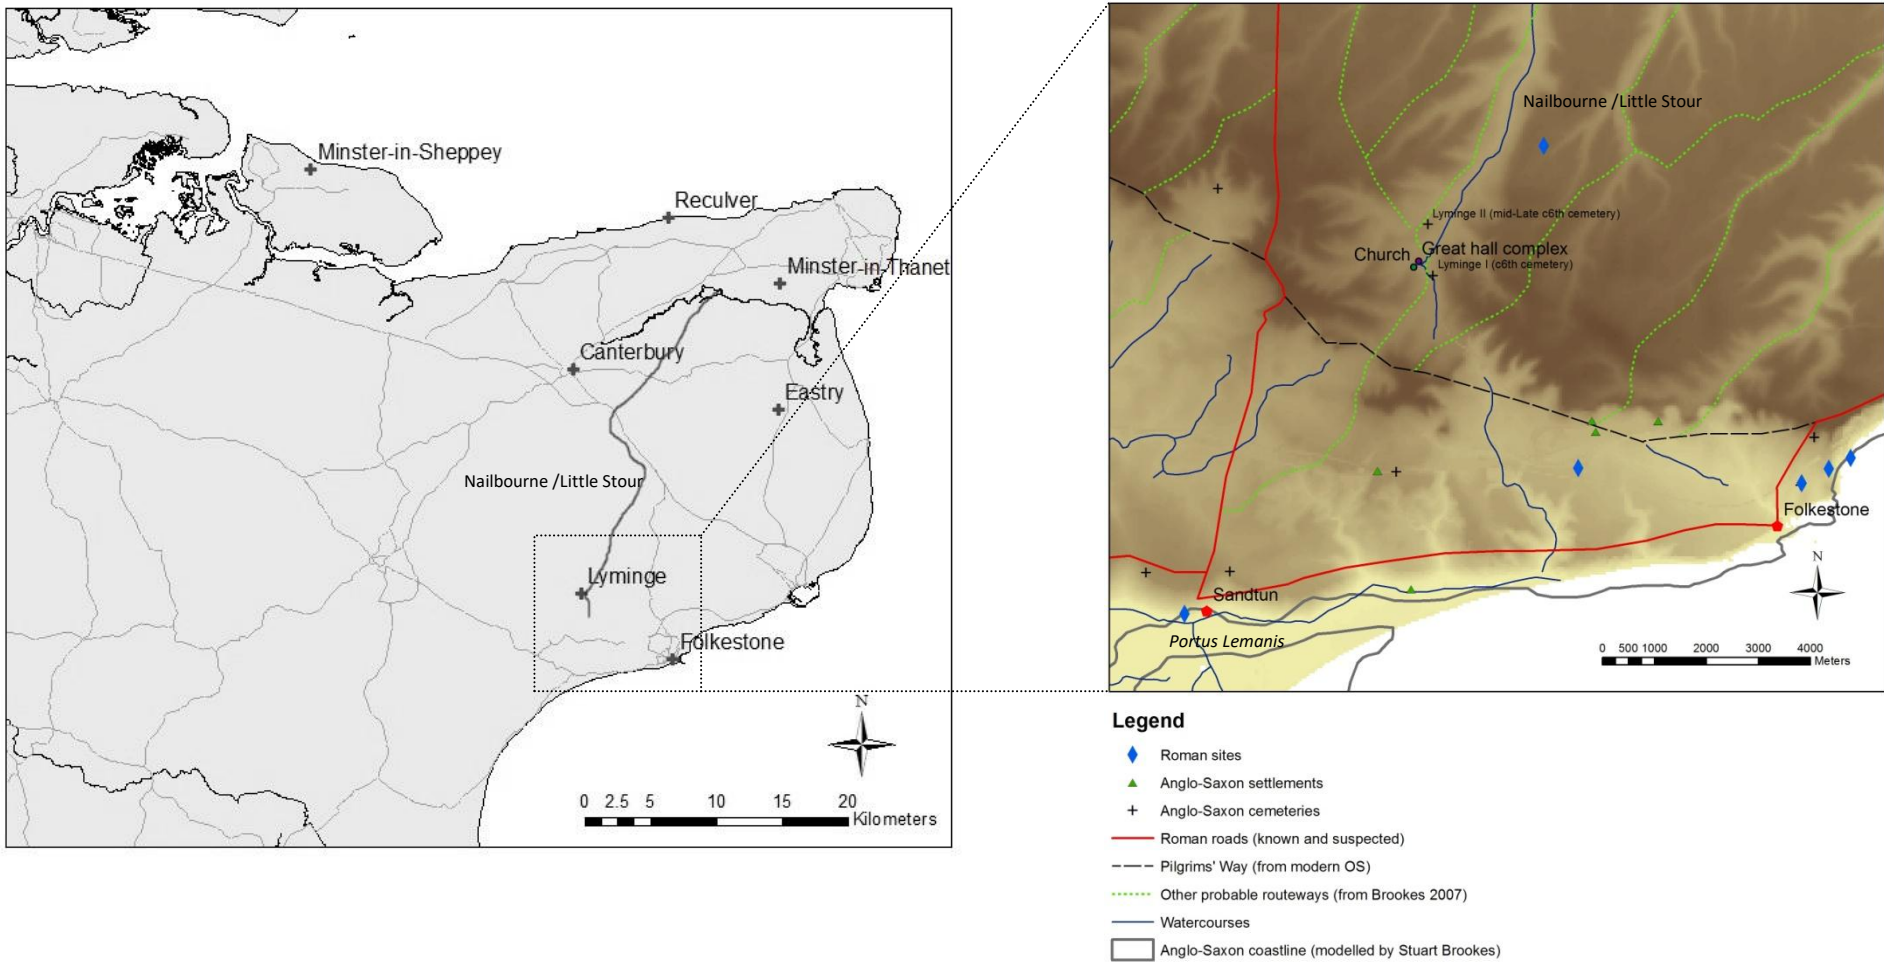 Minster-in-Sheppey
Reculver
Minster-in-Thanet
Canterbury
Eastry
Nailbourne /Little Stour
Lyminge
Folkestone
N
0 2.5 5 10 15 20
Kilometers
Nailbourne /Little Stour
Lyminge II (mid-Late c6th cemetery)
Church
Great hall complex
Lyminge I (c6th cemetery)
Folkestone
N
Sandtun
Portus Lemanis
0 500 1000 2000 3000 4000
Meters
Legend
Roman sites
Anglo-Saxon settlements
Anglo-Saxon cemeteries
Roman roads (known and suspected)
Pilgrims' Way (from modern OS)
Other probable routeways (from Brookes 2007)
Watercourses
Anglo-Saxon coastline (modelled by Stuart Brookes)